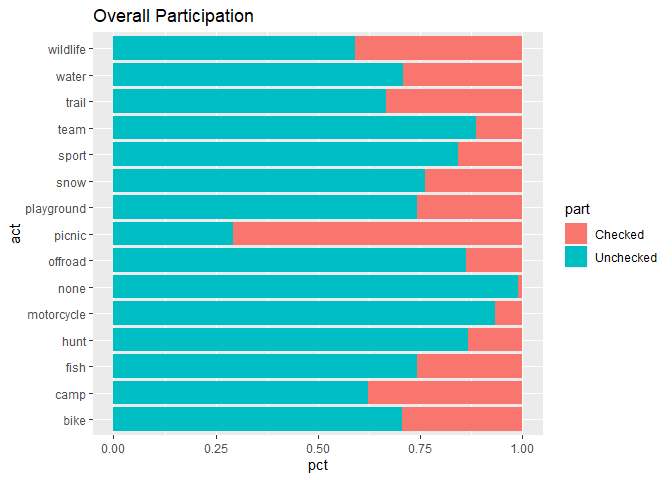 Overall Participation
wildlife
water
trail
team
sport
snow
playground
picnic
offroad
none
motorcycle
hunt
fish
camp
bike
act
0.00 0.25 0.50 0.75 1.00
pct
part
Checked
Unchecked